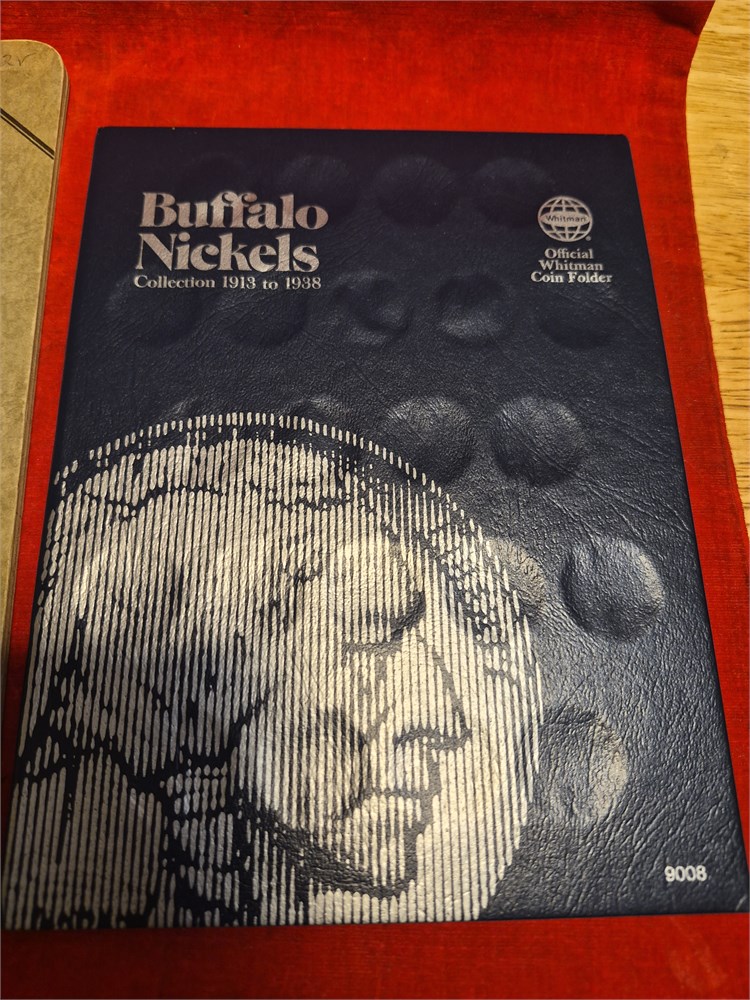 Buffalo
Nickels
Collection 1913 to 1938
Whitman
Official
Whitman
Coin Folder
9008